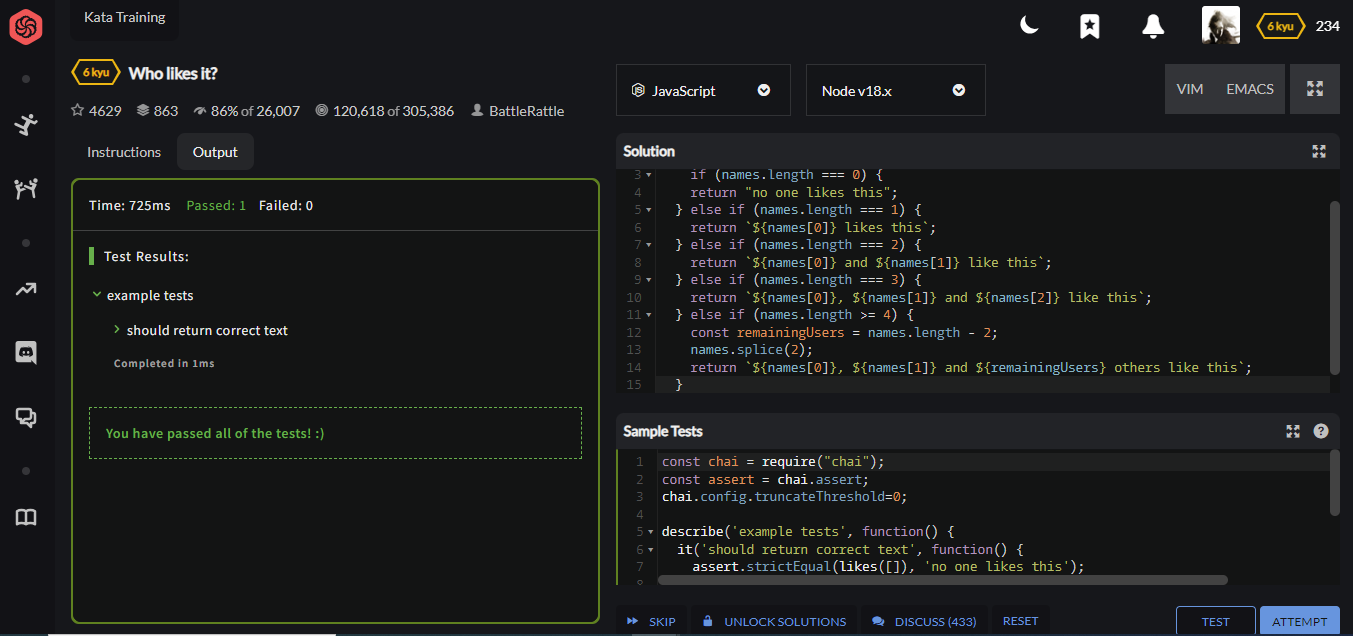 Kata Training
6 kyu 234
6 kyu Who likes it?
4629 863 86% of 26,007 120,618 of 305,386 BattleRattle
Instructions Output
Time: 725ms Passed: 1 Failed: 0
Test Results:
example tests
should return correct text
Completed in 1ms
You have passed all of the tests! :)
JavaScript Node v18.x VIM EMACS
Solution
3 if (names.length === 0) {
4 return "no one likes this";
5 } else if (names.length === 1) {
6 return `${names[0]} likes this`;
7 } else if (names.length === 2) {
8 return `${names[0]} and ${names[1]} like this`;
9 } else if (names.length === 3) {
10 return `${names[0]}, ${names[1]} and ${names[2]} like this`;
11 } else if (names.length >= 4) {
12 const remainingUsers = names.length - 2;
13 names.splice(2);
14 return `${names[0]}, ${names[1]} and ${remainingUsers} others like this`;
15 }
Sample Tests
1 const chai = require("chai");
2 const assert = chai.assert;
3 chai.config.truncateThreshold=0;
4
5 describe('example tests', function() {
6 it('should return correct text', function() {
7 assert.strictEqual(likes([]), 'no one likes this');
SKIP UNLOCK SOLUTIONS DISCUSS (433) RESET TEST ATTEMPT